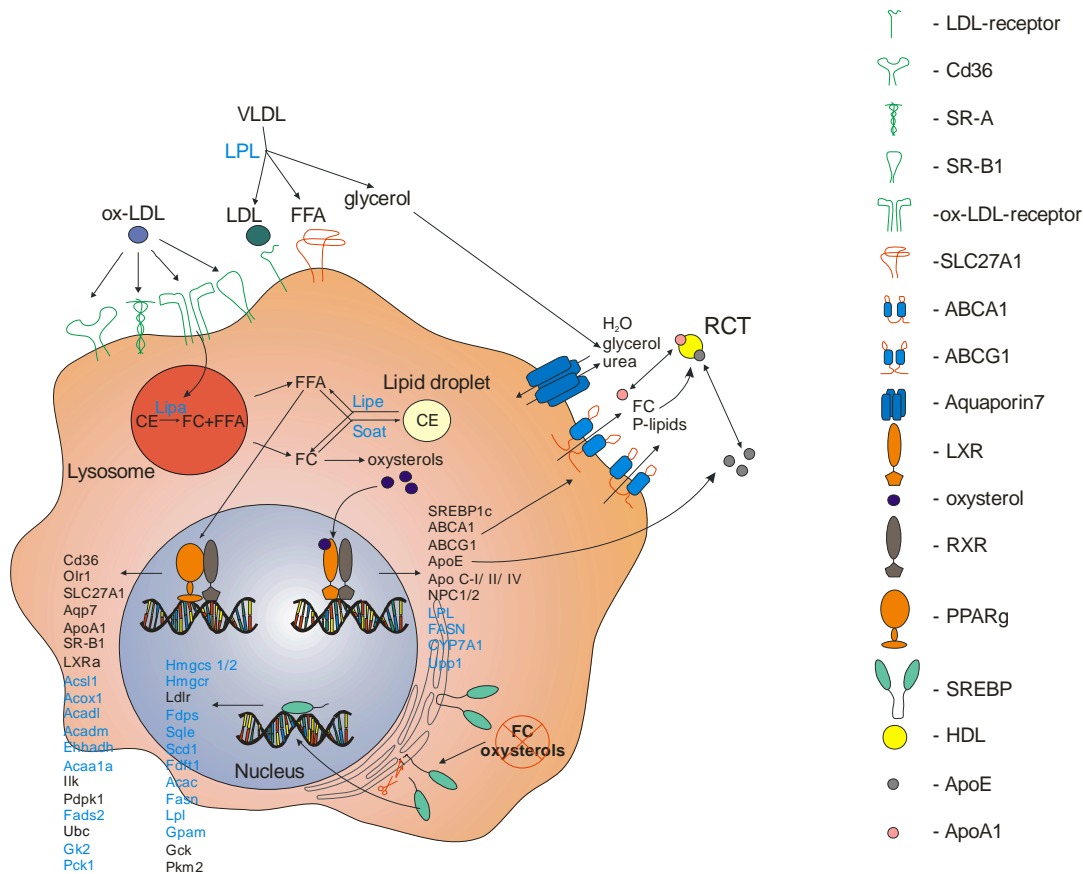 VLDL
LPL
glycerol
ox-LDL
LDL
FFA
H2O
glycerol
urea
RCT
FC
P-lipids
Lipid droplet
FFA
Lipe
CE
Soat
FC
oxysterols
Lipa
CE
FC+FFA
Lysosome
SREBP1c
ABCA1
ABCG1
ApoE
Apo C-I/ II/ IV
NPC1/2
LPL
FASN
CYP7A1
Upp1
Cd36
Olr1
SLC27A1
Aqp7
ApoA1
SR-B1
LXRa
Acsl1
Acox1
Acadl
Acadm
Ehhadh
Acaa1a
Ilk
Pdpk1
Fads2
Ubc
Gk2
Pck1
Hmgcs 1/2
Hmgcr
Ldlr
Fdps
Sqle
Scd1
Fdft1
Acac
Fasn
Lpl
Gpam
Gck
Pkm2
Nucleus
FC
oxysterols
- LDL-receptor
- Cd36
- SR-A
- SR-B1
-ox-LDL-receptor
-SLC27A1
- ABCA1
- ABCG1
- Aquaporin7
- LXR
- oxysterol
- RXR
- PPARg
- SREBP
- HDL
- ApoE
- ApoA1